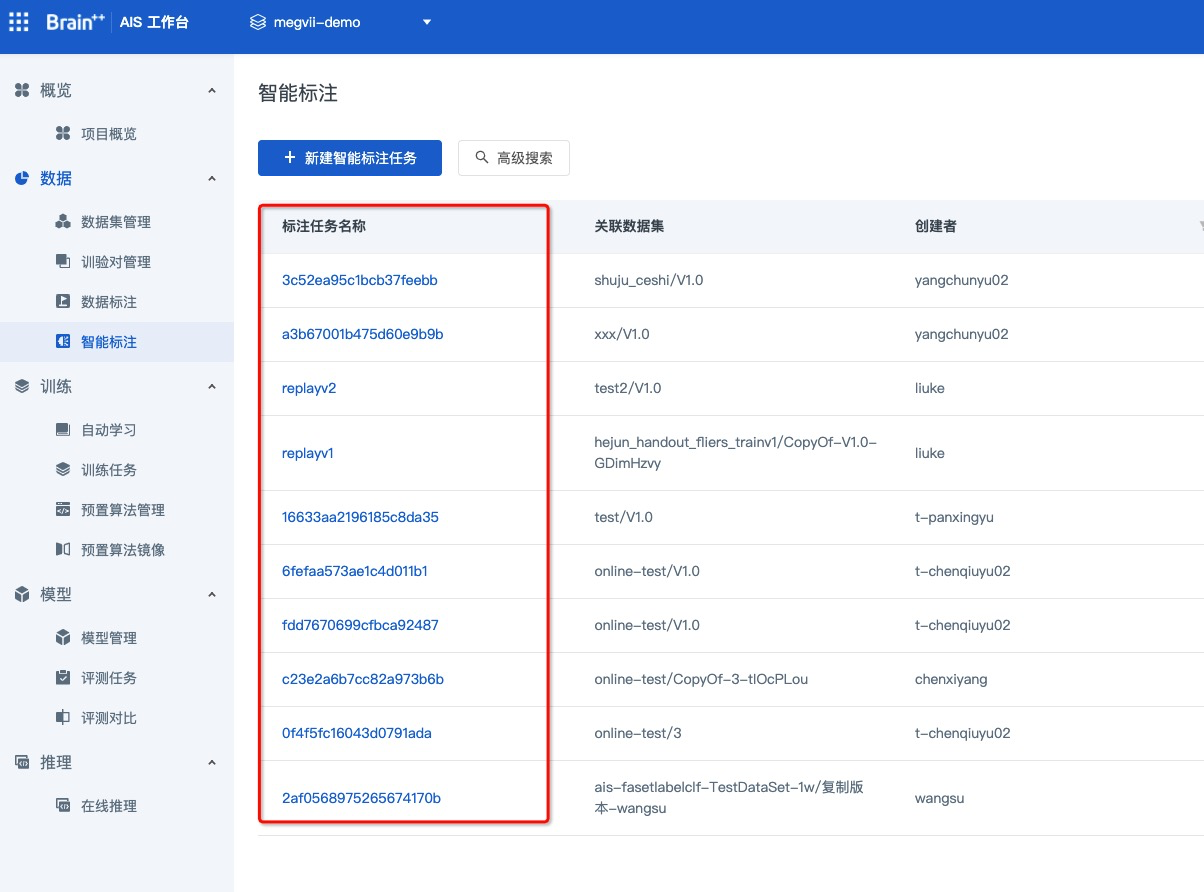 Brain++ AIS 工作台 megvii-demo
概览
项目概览
数据
数据集管理
训验对管理
数据标注
智能标注
训练
自动学习
训练任务
预置算法管理
预置算法镜像
模型
模型管理
评测任务
评测对比
推理
在线推理
智能标注
+ 新建智能标注任务 高级搜索
标注任务名称 关联数据集 创建者
3c52ea95c1bcb37feebb shuju_ceshi/V1.0 yangchunyu02
a3b67001b475d60e9b9b xxx/V1.0 yangchunyu02
replayv2 test2/V1.0 liuke
replayv1 hejun_handout_fliers_trainv1/CopyOf-V1.0-
GDimHzvy liuke
16633aa2196185c8da35 test/V1.0 t-panxingyu
6fefaa573ae1c4d011b1 online-test/V1.0 t-chenqiuyu02
fdd7670699cfbca92487 online-test/V1.0 t-chenqiuyu02
c23e2a6b7cc82a973b6b online-test/CopyOf-3-tlOcPLou chenxiyang
0f4f5fc16043d0791ada online-test/3 t-chenqiuyu02
2af0568975265674170b ais-fasetlabelclf-TestDataSet-1w/复制版
本-wangsu wangsu